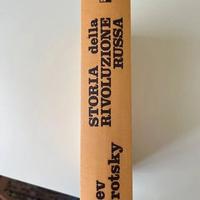 STORIA della
RIVOLUZIONE
RUSSA
ev
rotsky